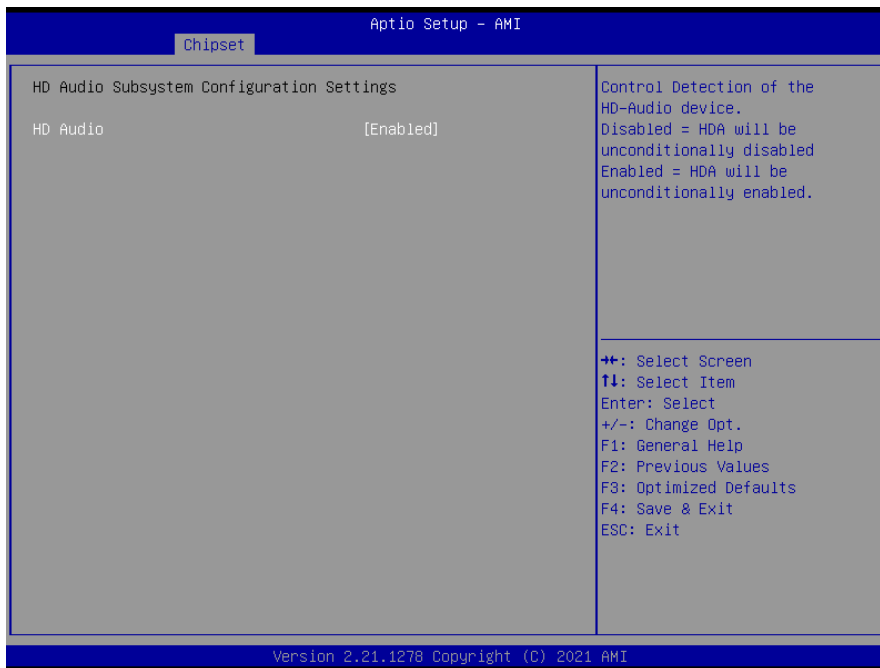 Aptio Setup – AMI
Chipset
HD Audio Subsystem Configuration Settings
HD Audio [Enabled]
Control Detection of the
HD-Audio device.
Disabled = HDA will be
unconditionally disabled
Enabled = HDA will be
unconditionally enabled.
→←: Select Screen
↑↓: Select Item
Enter: Select
+/-: Change Opt.
F1: General Help
F2: Previous Values
F3: Optimized Defaults
F4: Save & Exit
ESC: Exit
Version 2.21.1278 Copyright (C) 2021 AMI